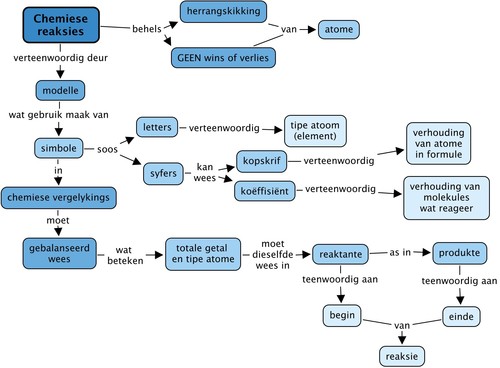 Chemiese
reaksies
behels
herrangskikking
van
atome
GEEN wins of verlies
verteenwoordig deur
modelle
wat gebruik maak van
simbole
soos
letters
verteenwoordig
tipe atoom
(element)
syfers
kan
wees
kopskrif
verteenwoordig
verhouding
van atome
in formule
koëffisiënt
verteenwoordig
verhouding van
molekules
wat reageer
in
chemiese vergelykings
moet
gebalanseerd
wees
wat
beteken
totale getal
en tipe atome
moet
dieselfde
wees in
reaktante
as in
produkte
teenwoordig aan
teenwoordig aan
begin
einde
van
reaksie